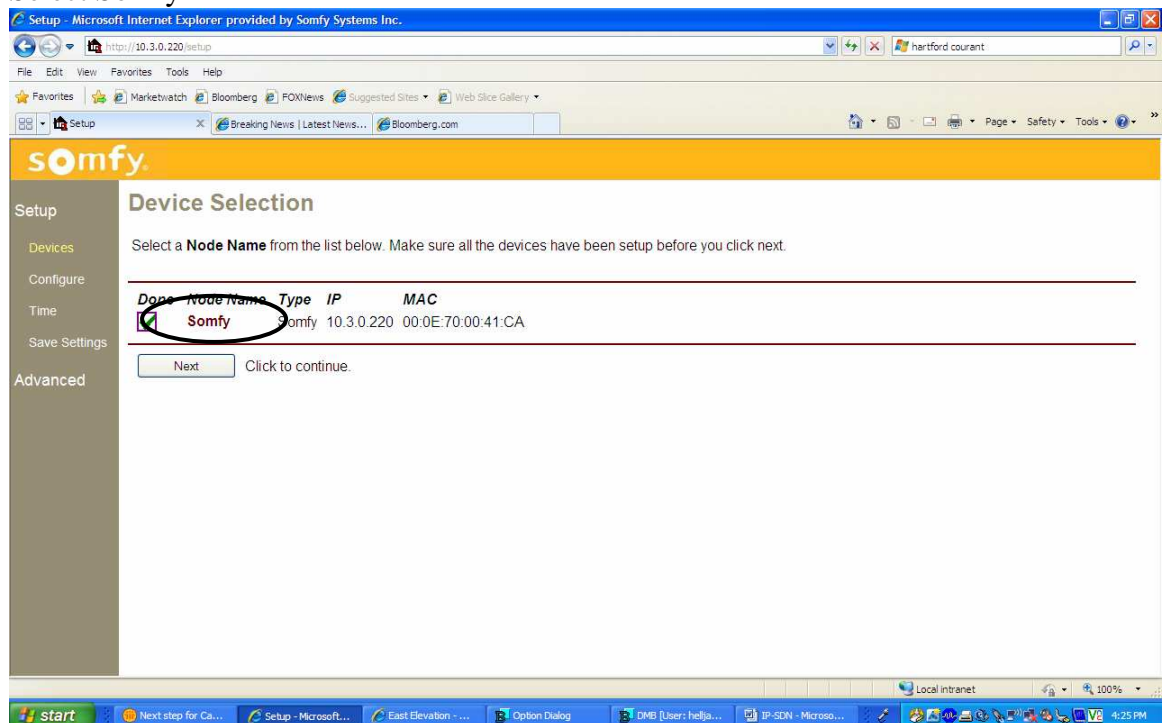 Setup - Microsoft Internet Explorer provided by Somfy Systems Inc.
http://10.3.0.220/setup
hartford courant
File Edit View Favorites Tools Help
Favorites Marketwatch Bloomberg FOXNews Suggested Sites Web Slice Gallery
Setup Breaking News | Latest News... Bloomberg.com Page Safety Tools
somfy.
Setup
Devices
Configure
Time
Save Settings
Advanced
Device Selection
Select a Node Name from the list below. Make sure all the devices have been setup before you click next.
Done Node Name Type IP MAC
Somfy Somfy 10.3.0.220 00:0E:70:00:41:CA
Next Click to continue.
Local intranet 100%
start Next step for Ca... Setup - Microsoft... East Elevation - ... Option Dialog DMB [User: hellja... IP-SDN - Microso... 4:25 PM